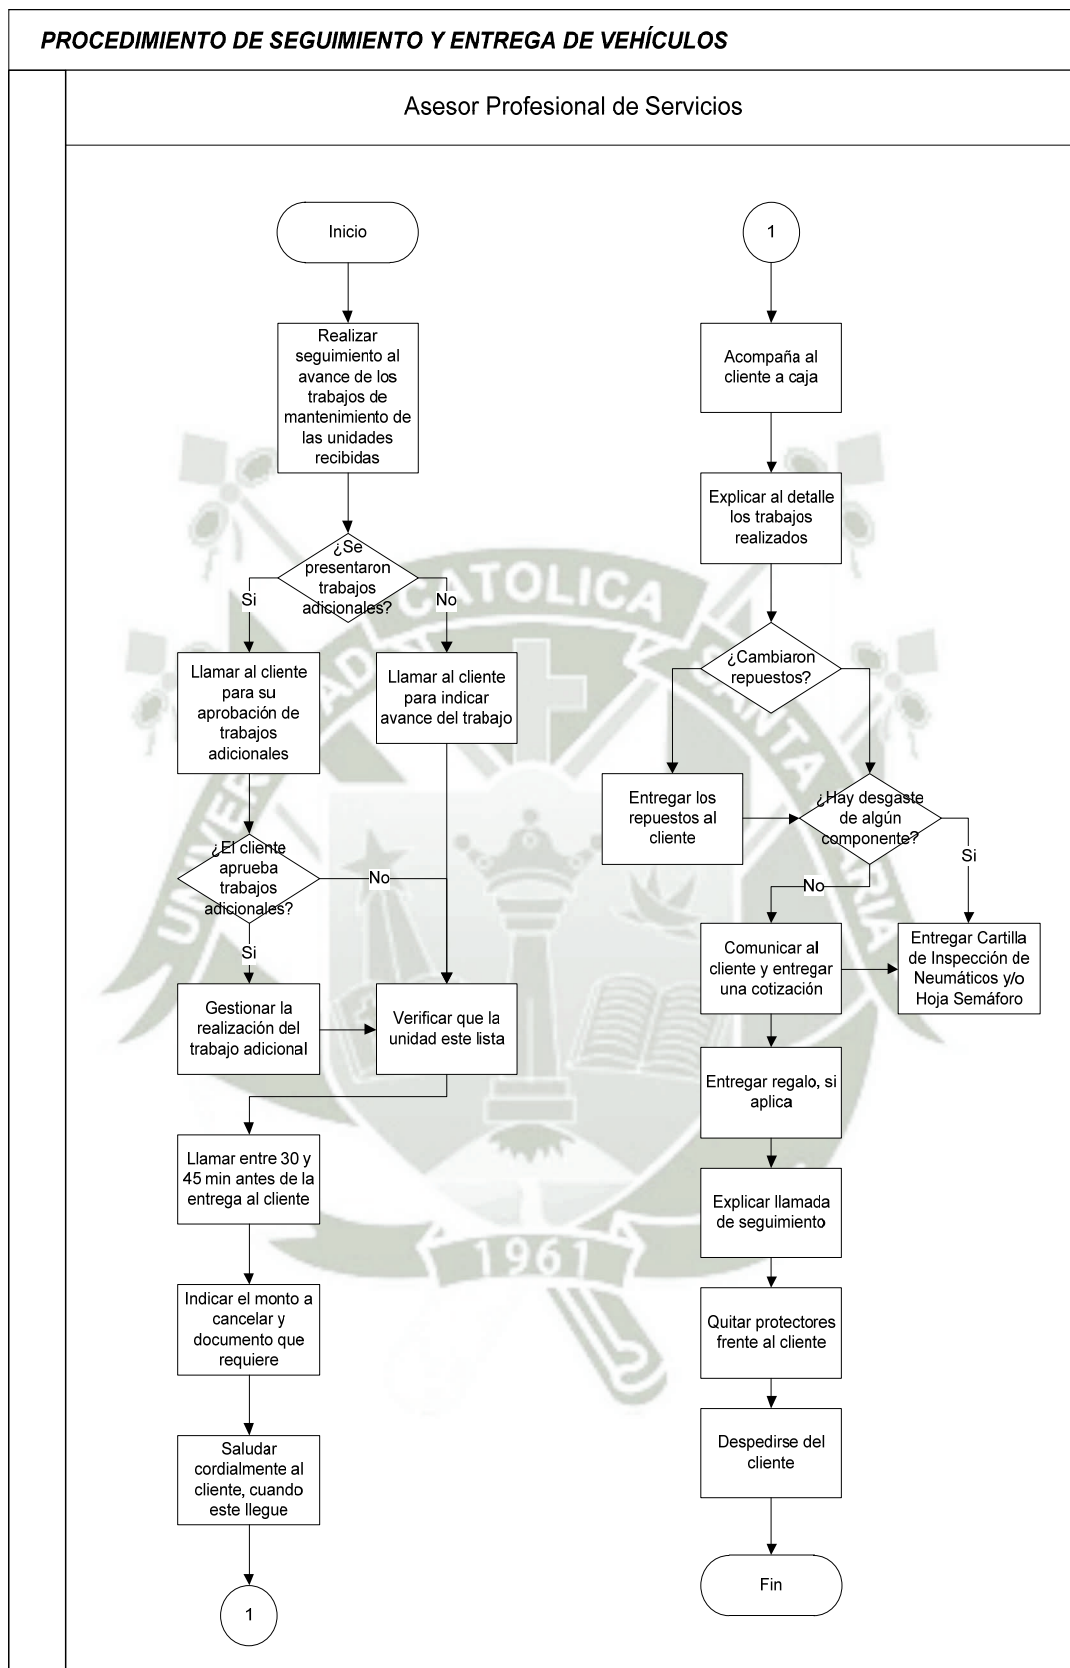 PROCEDIMIENTO DE SEGUIMIENTO Y ENTREGA DE VEHÍCULOS
Asesor Profesional de Servicios
Inicio
Realizar
seguimiento al
avance de los
trabajos de
mantenimiento de
las unidades
recibidas
¿Se
presentaron
trabajos
adicionales?
Si
No
Llamar al cliente
para su
aprobación de
trabajos
adicionales
Llamar al cliente
para indicar
avance del trabajo
¿El cliente
aprueba
trabajos
adicionales?
No
Si
Gestionar la
realización del
trabajo adicional
Verificar que la
unidad este lista
Llamar entre 30 y
45 min antes de la
entrega al cliente
Indicar el monto a
cancelar y
documento que
requiere
Saludar
cordialmente al
cliente, cuando
este llegue
1
1
Acompaña al
cliente a caja
Explicar al detalle
los trabajos
realizados
¿Cambiaron
repuestos?
Entregar los
repuestos al
cliente
¿Hay desgaste
de algún
componente?
Si
No
Comunicar al
cliente y entregar
una cotización
Entregar Cartilla
de Inspección de
Neumáticos y/o
Hoja Semáforo
Entregar regalo, si
aplica
Explicar llamada
de seguimiento
Quitar protectores
frente al cliente
Despedirse del
cliente
Fin
UNIVERSIDAD CATOLICA SANTA MARIA
1961